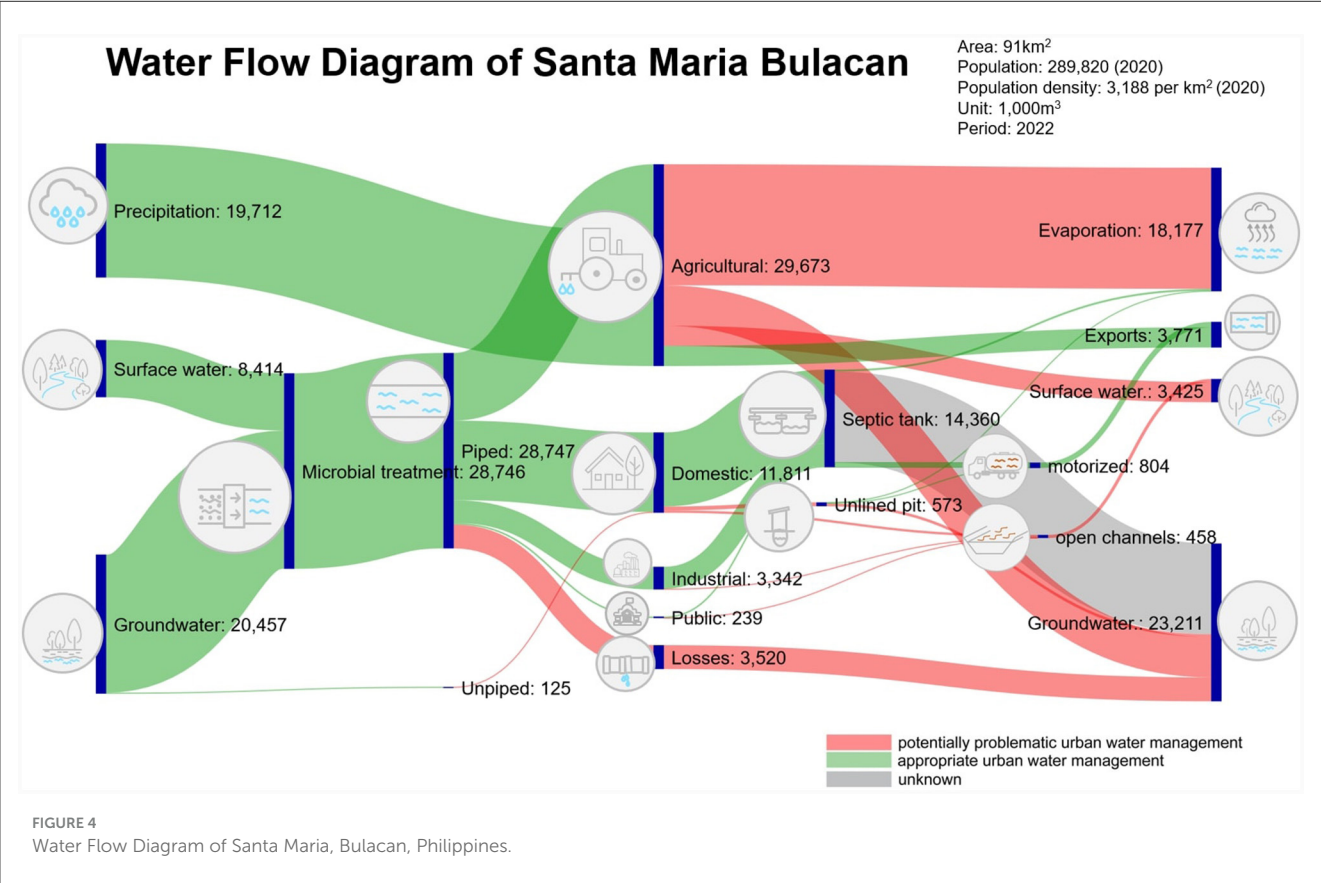 Water Flow Diagram of Santa Maria Bulacan
Area: 91km²
Population: 289,820 (2020)
Population density: 3,188 per km² (2020)
Unit: 1,000m³
Period: 2022
Precipitation: 19,712
Surface water: 8,414
Groundwater: 20,457
Microbial treatment: 28,746
Piped: 28,747
Unpiped: 125
Agricultural: 29,673
Domestic: 11,811
Industrial: 3,342
Public: 239
Losses: 3,520
Septic tank: 14,360
Unlined pit: 573
motorized: 804
open channels: 458
Evaporation: 18,177
Exports: 3,771
Surface water.: 3,425
Groundwater.: 23,211
potentially problematic urban water management
appropriate urban water management
unknown
FIGURE 4
Water Flow Diagram of Santa Maria, Bulacan, Philippines.